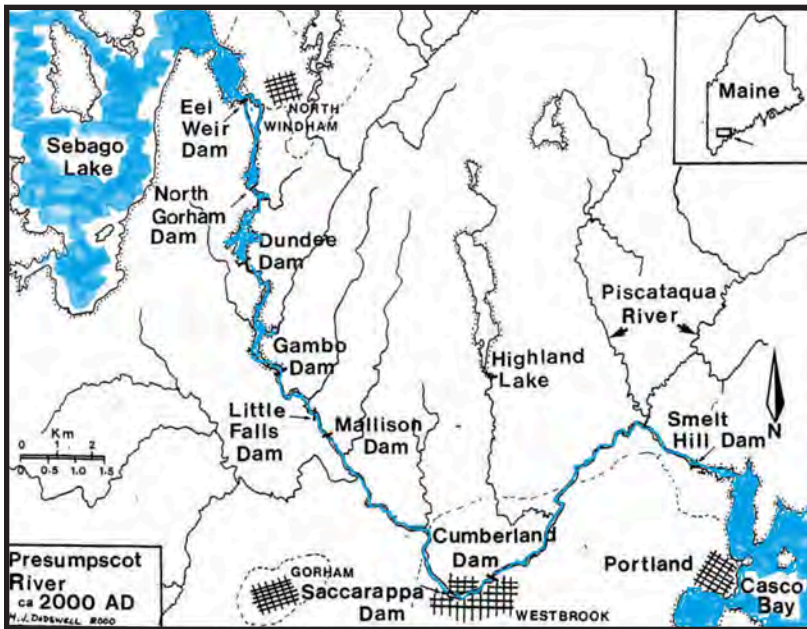 Maine
Eel
Weir
Dam
NORTH
WINDHAM
Sebago
Lake
North
Gorham
Dam
Dundee
Dam
Piscataqua
River
Gambo
Dam
Highland
Lake
Little
Falls
Dam
Mallison
Dam
Smelt
Hill Dam
N
Km
0 1 2
0 .5 1.0 1.5
Cumberland
Dam
Portland
Casco
Bay
GORHAM
Saccarappa
Dam
WESTBROOK
Presumpscot
River
ca 2000 AD